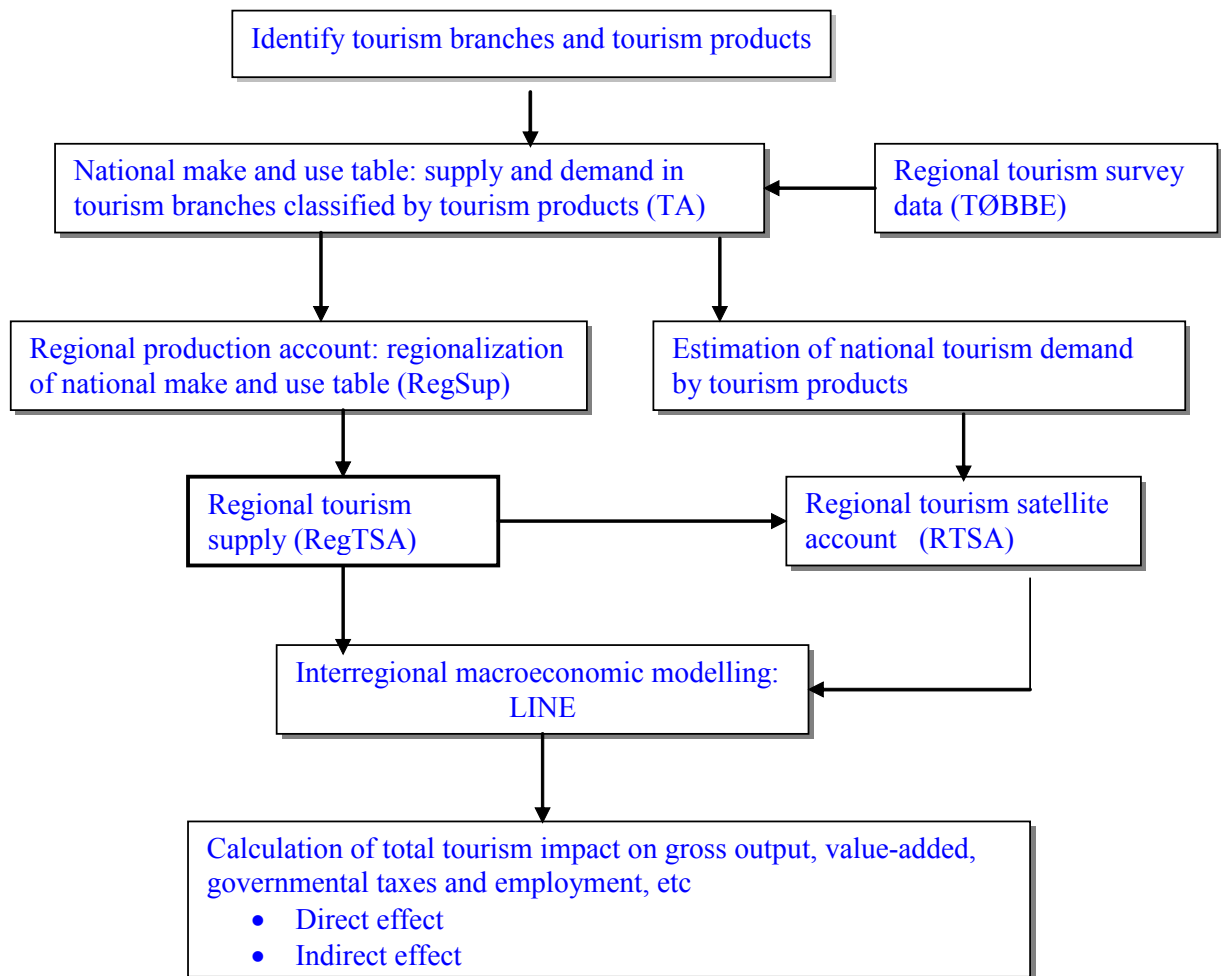 Identify tourism branches and tourism products
National make and use table: supply and demand in
tourism branches classified by tourism products (TA)
Regional tourism survey
data (TØBBE)
Regional production account: regionalization
of national make and use table (RegSup)
Estimation of national tourism demand
by tourism products
Regional tourism
supply (RegTSA)
Regional tourism satellite
account (RTSA)
Interregional macroeconomic modelling:
LINE
Calculation of total tourism impact on gross output, value-added,
governmental taxes and employment, etc
• Direct effect
• Indirect effect